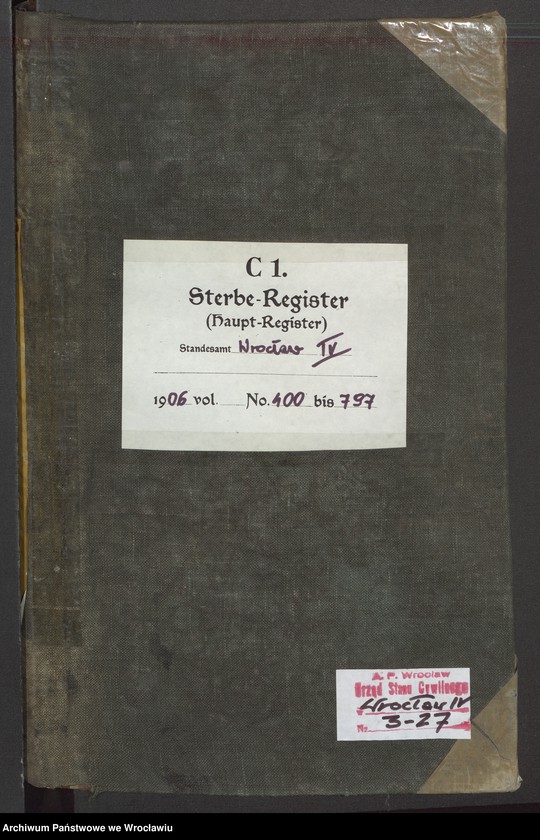 C 1.
Sterbe-Register
(Haupt-Register)
Standesamt Wrocław IV
1906 vol. No. 400 bis 797
A. P. Wrocław
Urząd Stanu Cywilnego
w Wrocław IV
Nr. 3-27
Archiwum Państwowe we Wrocławiu